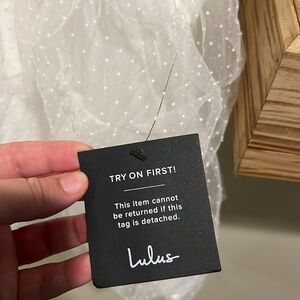 TRY ON FIRST!
This item cannot
be returned if this
tag is detached.
Lulus